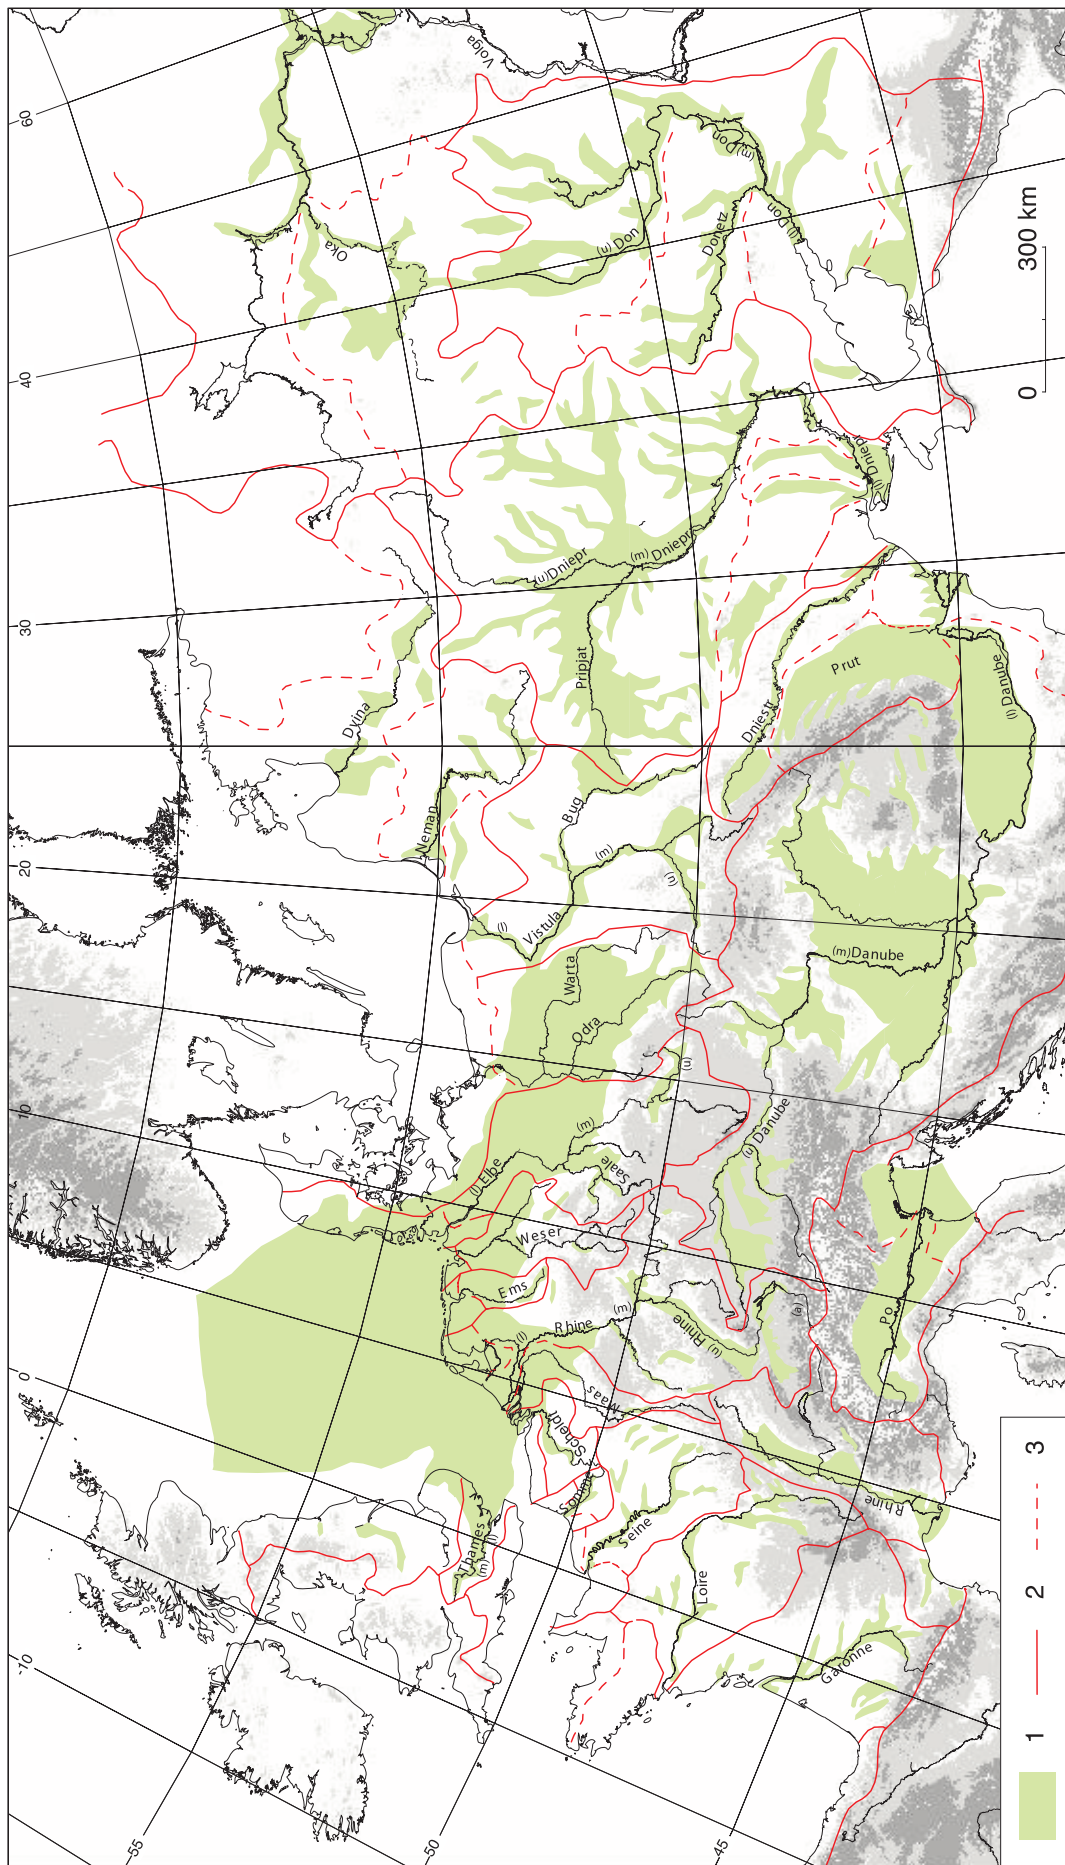 60
40
30
20
10
0
-10
-55
-50
-45
Volga
Oka
(u) Don
(m) Don
(l) Don
Donetz
(u) Dniepr
(m) Dniepr
(l) Dniepr
Pripjat
Dvina
Neman
Bug
(m)
(u)
(l)
Vistula
Warta
Odra
Dniestr
Prut
(l) Danube
(m) Danube
(u) Danube
(u)
(m)
(l) Elbe
Saale
Weser
Ems
Rhine
(m)
(l)
(u) Rhine
(a)
Po
Maas
Scheldt
Somme
Seine
Thames
(m)
(l)
Loire
Rhine
Garonne
0 300 km
1 2 3